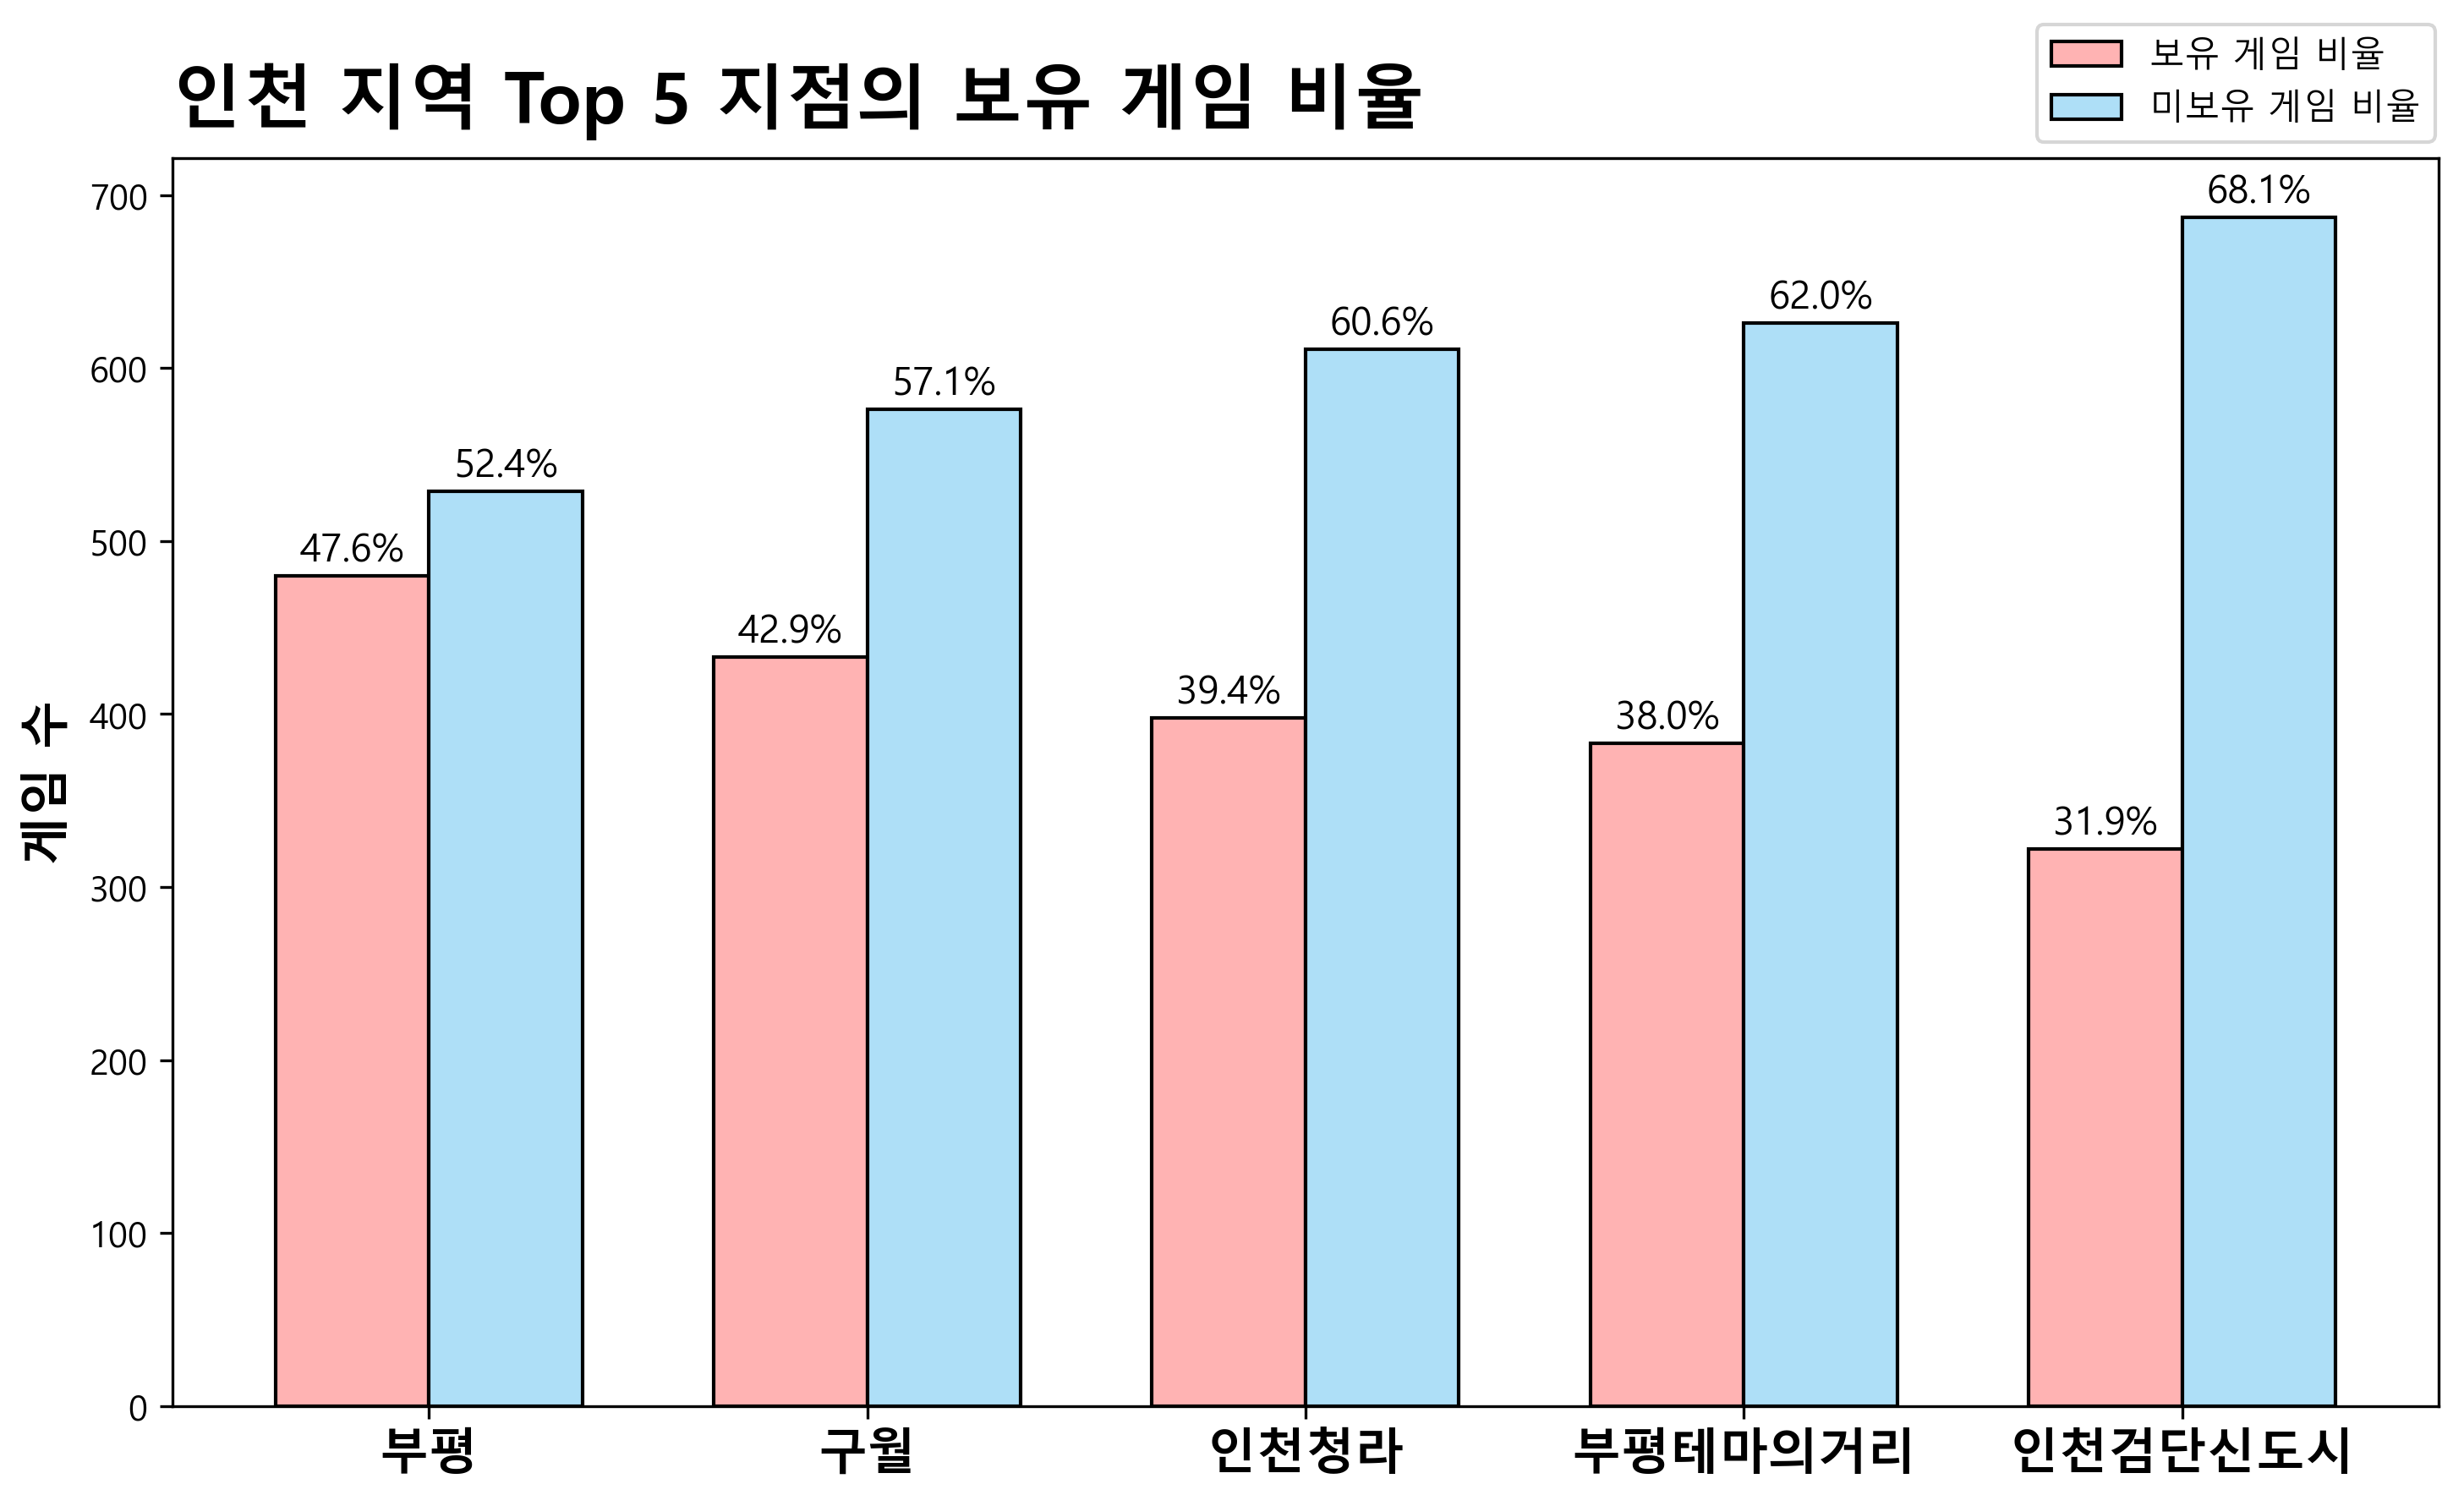 인천 지역 Top 5 지점의 보유 게임 비율
보유 게임 비율
미보유 게임 비율
게임 수
700
600
500
400
300
200
100
0
47.6%
52.4%
42.9%
57.1%
39.4%
60.6%
38.0%
62.0%
31.9%
68.1%
부평
구월
인천청라
부평테마의거리
인천검단신도시